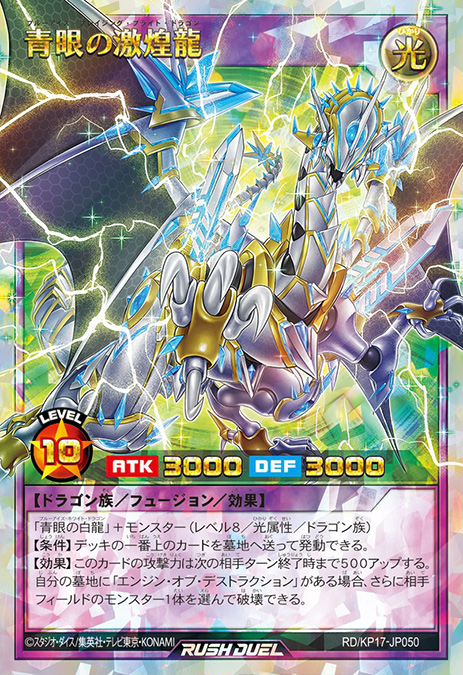 ブルーアイズ・ブレイジング・ブライト・ドラゴン
青眼の激煌龍
ひかり
光
LEVEL
10
ATK 3000 DEF 3000
【ドラゴン族／フュージョン／効果】
「青眼の白龍」＋モンスター（レベル8／光属性／ドラゴン族）
【条件】デッキの一番上のカードを墓地へ送って発動できる。
【効果】このカードの攻撃力は次の相手ターン終了時まで500アップする。
自分の墓地に「エンジン・オブ・デストラクション」がある場合、さらに相手
フィールドのモンスター1体を選んで破壊できる。
©スタジオ・ダイス/集英社・テレビ東京・KONAMI
RUSH DUEL
RD/KP17-JP050